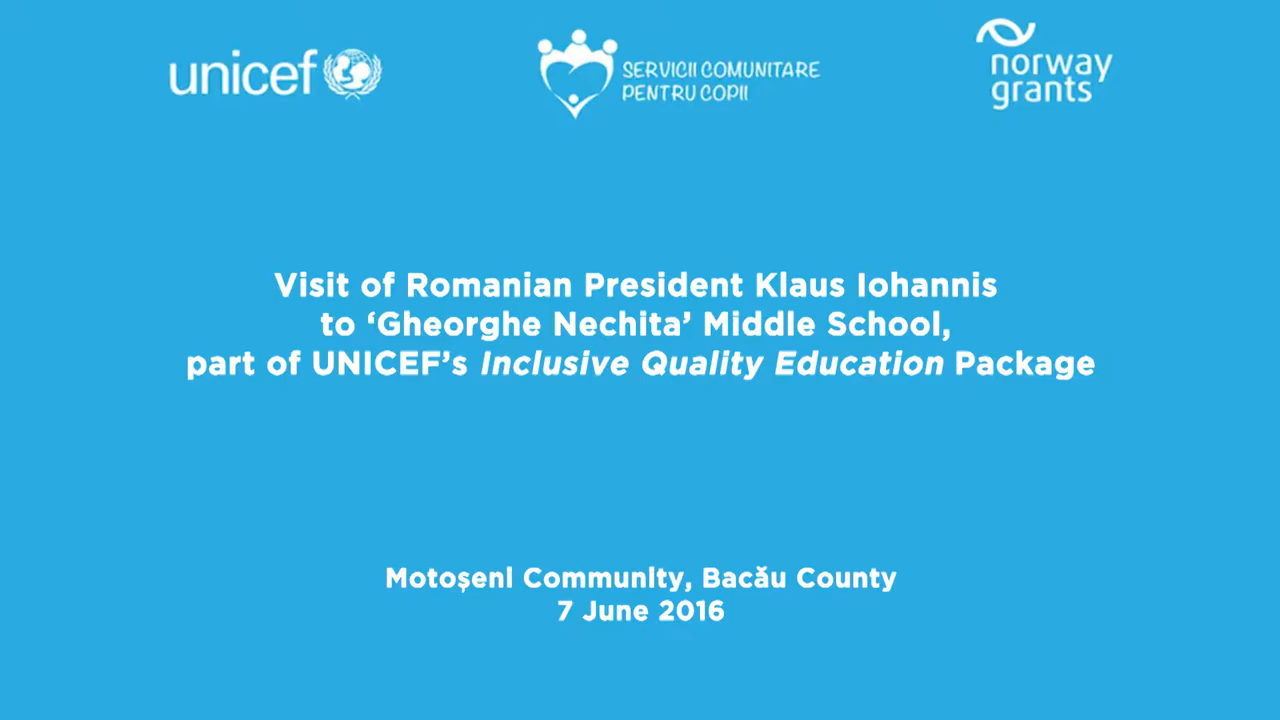 unicef
SERVICII COMUNITARE
PENTRU COPII
norway
grants
Visit of Romanian President Klaus Iohannis
to ‘Gheorghe Nechita’ Middle School,
part of UNICEF’s Inclusive Quality Education Package
Motoșeni Community, Bacău County
7 June 2016